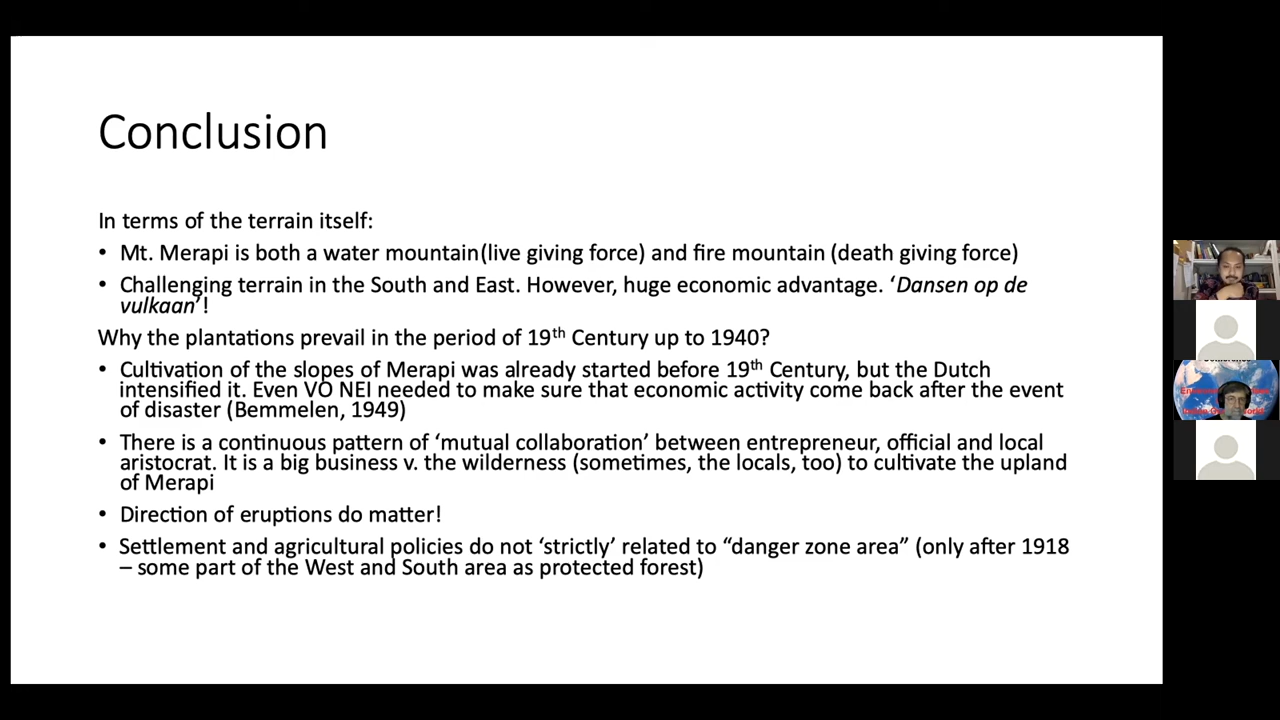 Conclusion
In terms of the terrain itself:
• Mt. Merapi is both a water mountain(live giving force) and fire mountain (death giving force)
• Challenging terrain in the South and East. However, huge economic advantage. ‘Dansen op de
vulkaan’!
Why the plantations prevail in the period of 19th Century up to 1940?
• Cultivation of the slopes of Merapi was already started before 19th Century, but the Dutch
intensified it. Even VO NEI needed to make sure that economic activity come back after the event
of disaster (Bemmelen, 1949)
• There is a continuous pattern of ‘mutual collaboration’ between entrepreneur, official and local
aristocrat. It is a big business v. the wilderness (sometimes, the locals, too) to cultivate the upland
of Merapi
• Direction of eruptions do matter!
• Settlement and agricultural policies do not ‘strictly’ related to “danger zone area” (only after 1918
– some part of the West and South area as protected forest)